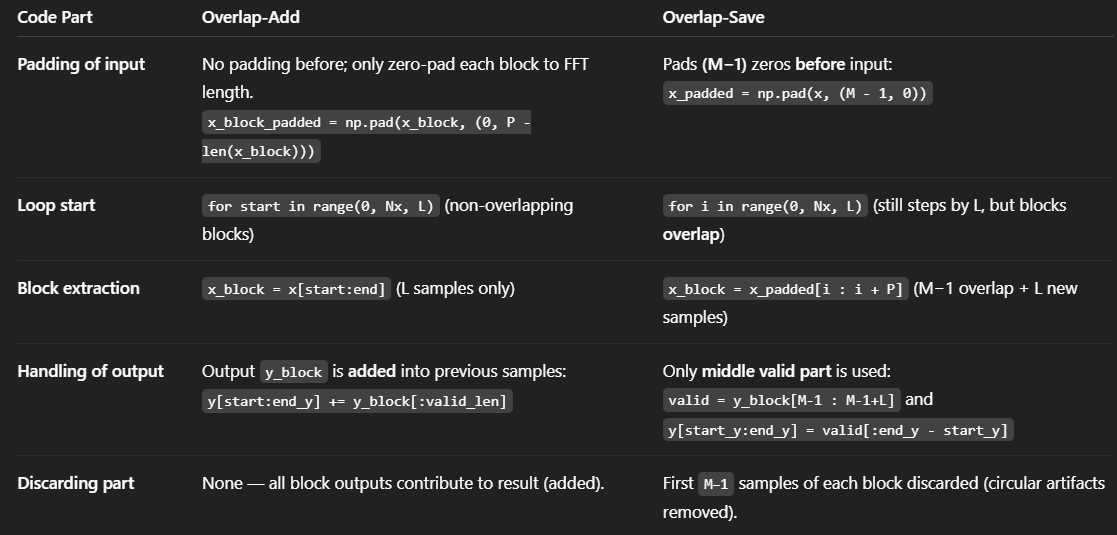 Code Part Overlap-Add Overlap-Save
Padding of input No padding before; only zero-pad each block to FFT Pads (M−1) zeros before input:
length. x_padded = np.pad(x, (M - 1, 0))
x_block_padded = np.pad(x_block, (0, P -
len(x_block)))
Loop start for start in range(0, Nx, L) (non-overlapping for i in range(0, Nx, L) (still steps by L, but blocks
blocks) overlap)
Block extraction x_block = x[start:end] (L samples only) x_block = x_padded[i : i + P] (M−1 overlap + L new
samples)
Handling of output Output y_block is added into previous samples: Only middle valid part is used:
y[start:end_y] += y_block[:valid_len] valid = y_block[M-1 : M-1+L] and
y[start_y:end_y] = valid[:end_y - start_y]
Discarding part None — all block outputs contribute to result (added). First M-1 samples of each block discarded (circular artifacts
removed).